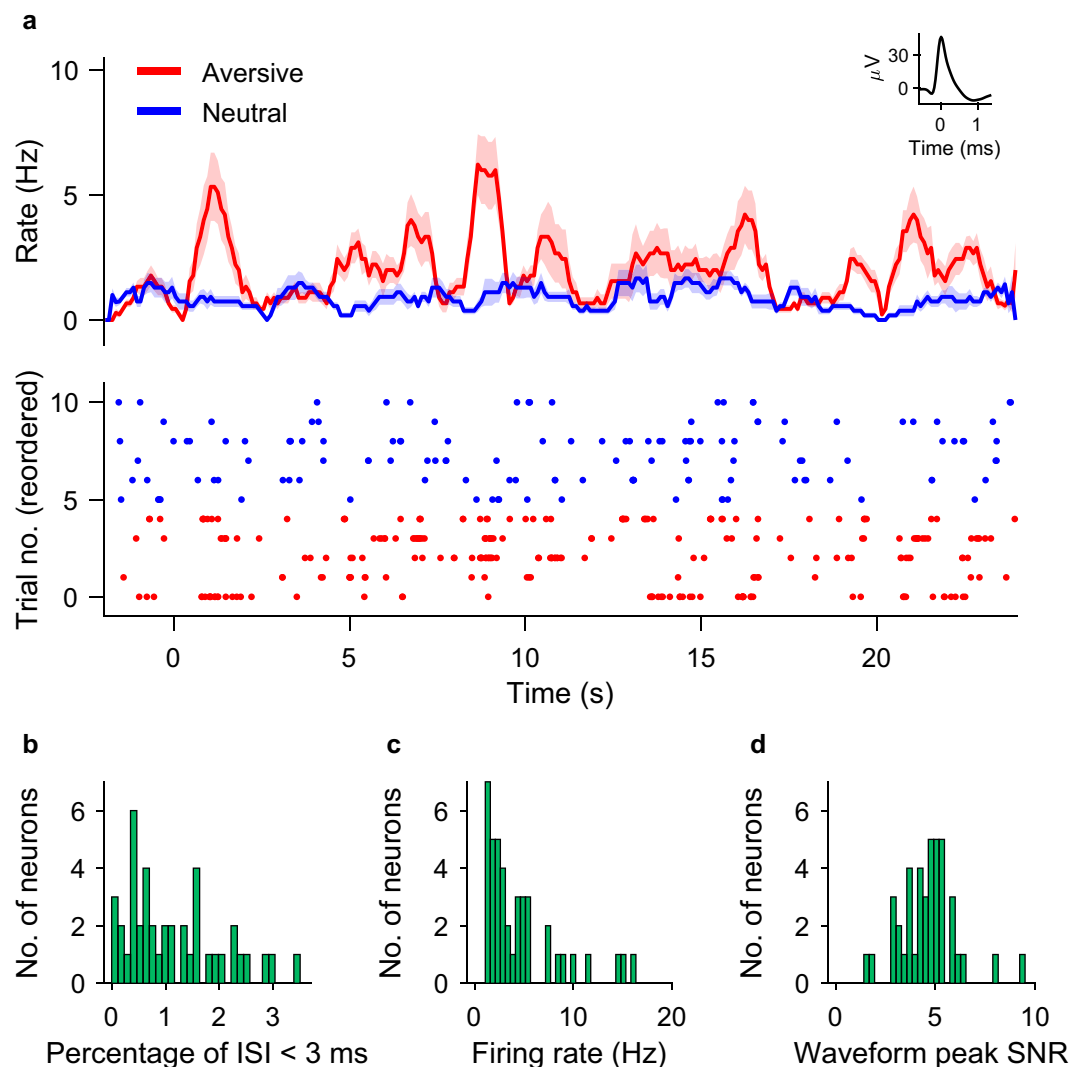 a
Aversive
Neutral
Rate (Hz)
10
5
0
μV
30
0
0 1
Time (ms)
Trial no. (reordered)
10
5
0
0 5 10 15 20
Time (s)
b
No. of neurons
6
4
2
0
0 1 2 3
Percentage of ISI < 3 ms
c
No. of neurons
6
4
2
0
0 10 20
Firing rate (Hz)
d
No. of neurons
6
4
2
0
0 5 10
Waveform peak SNR